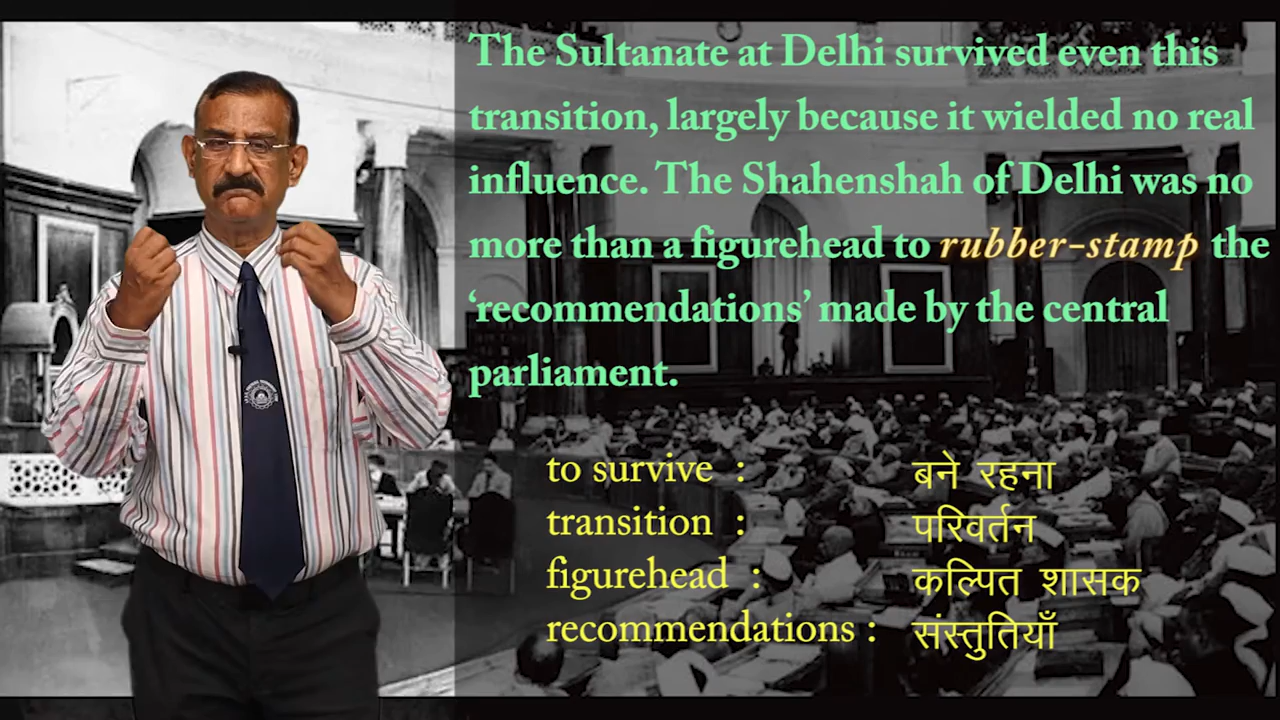 The Sultanate at Delhi survived even this
transition, largely because it wielded no real
influence. The Shahenshah of Delhi was no
more than a figurehead to rubber-stamp the
‘recommendations’ made by the central
parliament.
to survive : बने रहना
transition : परिवर्तन
figurehead : कल्पित शासक
recommendations : संस्तुतियाँ